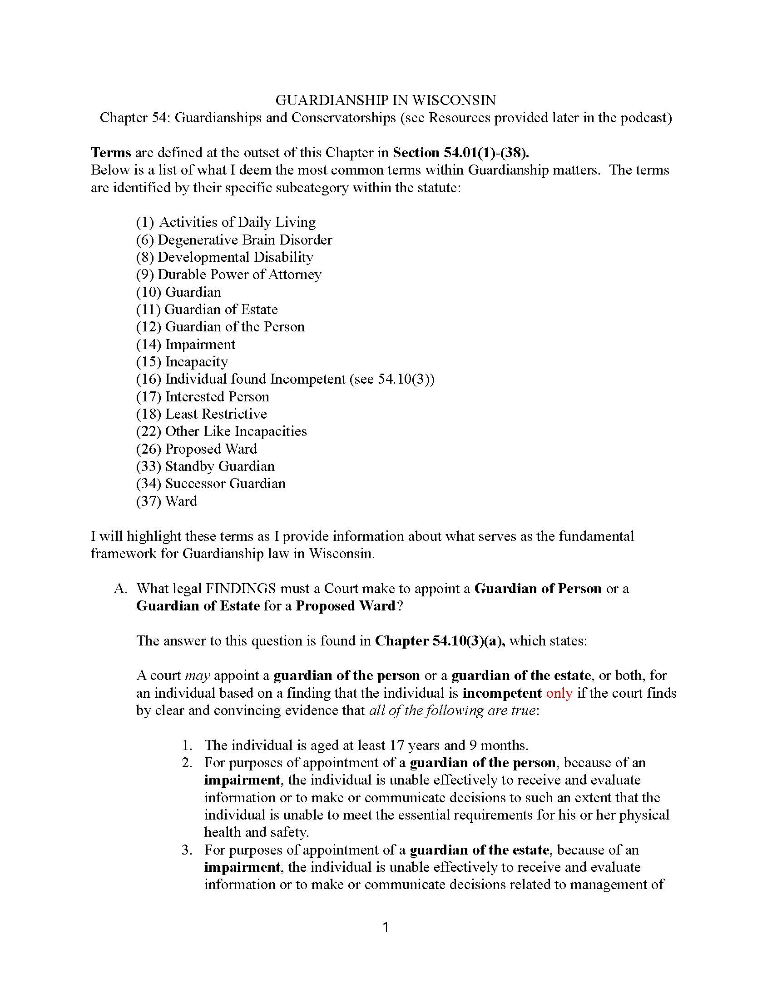 GUARDIANSHIP IN WISCONSIN
Chapter 54: Guardianships and Conservatorships (see Resources provided later in the podcast)
Terms are defined at the outset of this Chapter in Section 54.01(1)-(38).
Below is a list of what I deem the most common terms within Guardianship matters.  The terms
are identified by their specific subcategory within the statute:
(1) Activities of Daily Living
(6) Degenerative Brain Disorder
(8) Developmental Disability
(9) Durable Power of Attorney
(10) Guardian
(11) Guardian of Estate
(12) Guardian of the Person
(14) Impairment
(15) Incapacity
(16) Individual found Incompetent (see 54.10(3))
(17) Interested Person
(18) Least Restrictive
(22) Other Like Incapacities
(26) Proposed Ward
(33) Standby Guardian
(34) Successor Guardian
(37) Ward
I will highlight these terms as I provide information about what serves as the fundamental
framework for Guardianship law in Wisconsin.
A. What legal FINDINGS must a Court make to appoint a Guardian of Person or a
Guardian of Estate for a Proposed Ward?
The answer to this question is found in Chapter 54.10(3)(a), which states:
A court may appoint a guardian of the person or a guardian of the estate, or both, for
an individual based on a finding that the individual is incompetent only if the court finds
by clear and convincing evidence that all of the following are true:
1. The individual is aged at least 17 years and 9 months.
2. For purposes of appointment of a guardian of the person, because of an
impairment, the individual is unable effectively to receive and evaluate
information or to make or communicate decisions to such an extent that the
individual is unable to meet the essential requirements for his or her physical
health and safety.
3. For purposes of appointment of a guardian of the estate, because of an
impairment, the individual is unable effectively to receive and evaluate
information or to make or communicate decisions related to management of
1